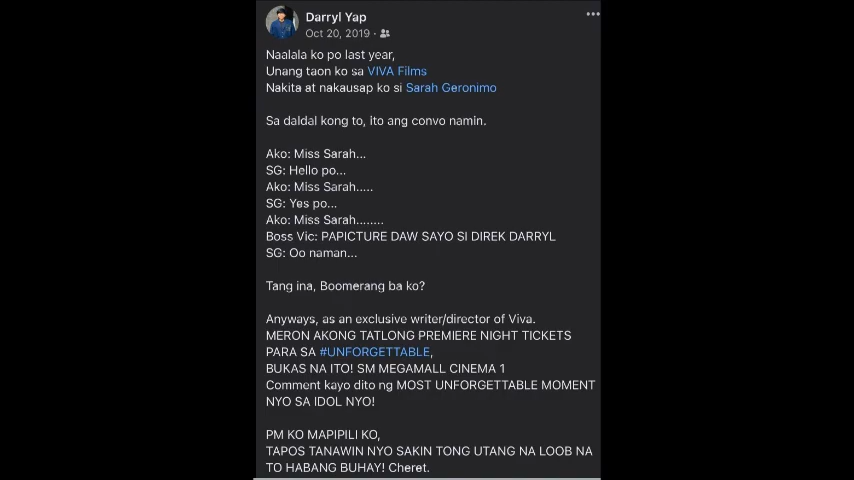 Darryl Yap
Oct 20, 2019 ·
Naalala ko po last year,
Unang taon ko sa VIVA Films
Nakita at nakausap ko si Sarah Geronimo
Sa daldal kong to, ito ang convo namin.
Ako: Miss Sarah...
SG: Hello po...
Ako: Miss Sarah.....
SG: Yes po...
Ako: Miss Sarah........
Boss Vic: PAPICTURE DAW SAYO SI DIREK DARRYL
SG: Oo naman...
Tang ina, Boomerang ba ko?
Anyways, as an exclusive writer/director of Viva.
MERON AKONG TATLONG PREMIERE NIGHT TICKETS
PARA SA #UNFORGETTABLE,
BUKAS NA ITO! SM MEGAMALL CINEMA 1
Comment kayo dito ng MOST UNFORGETTABLE MOMENT
NYO SA IDOL NYO!
PM KO MAPIPILI KO,
TAPOS TANAWIN NYO SAKIN TONG UTANG NA LOOB NA
TO HABANG BUHAY! Cheret.